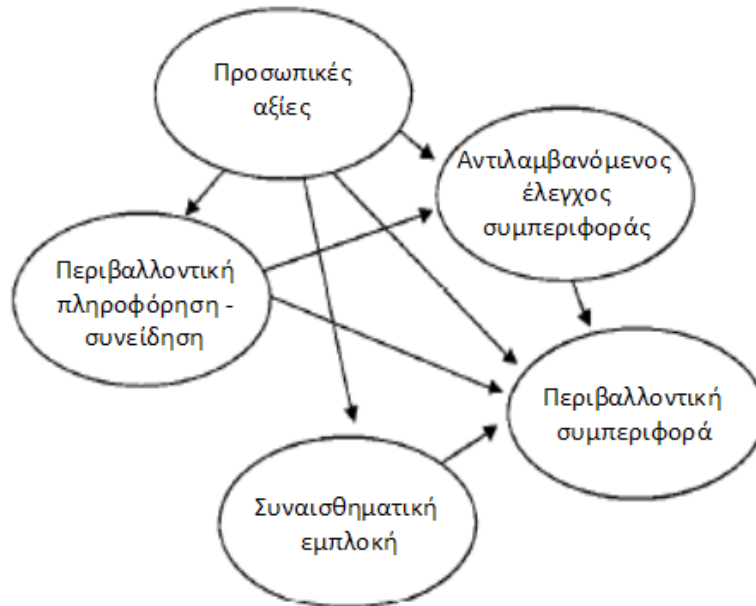 Προσωπικές
αξίες
Αντιλαμβανόμενος
έλεγχος
συμπεριφοράς
Περιβαλλοντική
πληροφόρηση -
συνείδηση
Περιβαλλοντική
συμπεριφορά
Συναισθηματική
εμπλοκή